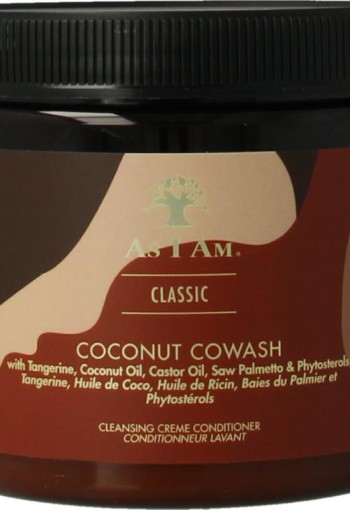 AS I AM®
CLASSIC
COCONUT COWASH
with Tangerine, Coconut Oil, Castor Oil, Saw Palmetto & Phytosterols
Tangerine, Huile de Coco, Huile de Ricin, Baies du Palmier et
Phytostérols
CLEANSING CREME CONDITIONER
CONDITIONNEUR LAVANT